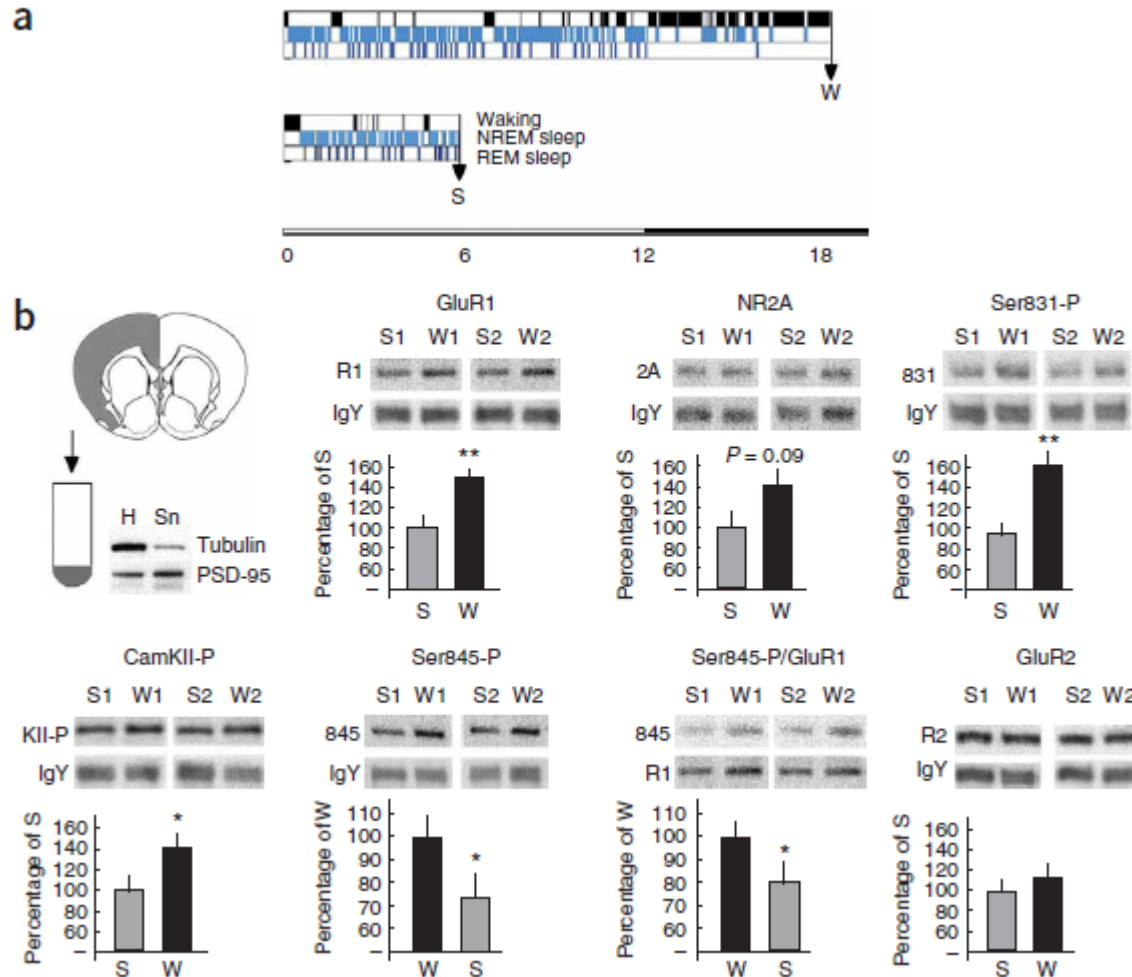 a
W
Waking
NREM sleep
REM sleep
S
0 6 12 18
b
H Sn
Tubulin
PSD-95
GluR1
S1 W1 S2 W2
R1
IgY
**
Percentage of S
160
140
120
100
80
60
–
S W
NR2A
S1 W1 S2 W2
2A
IgY
P = 0.09
Percentage of S
160
140
120
100
80
60
–
S W
Ser831-P
S1 W1 S2 W2
831
IgY
**
Percentage of S
160
140
120
100
80
60
–
S W
CamKII-P
S1 W1 S2 W2
KII-P
IgY
*
Percentage of S
160
140
120
100
80
60
–
S W
Ser845-P
S1 W1 S2 W2
845
IgY
*
Percentage of W
110
100
90
80
70
60
–
W S
Ser845-P/GluR1
S1 W1 S2 W2
845
R1
*
Percentage of W
110
100
90
80
70
60
–
W S
GluR2
S1 W1 S2 W2
R2
IgY
Percentage of S
160
140
120
100
80
60
–
S W